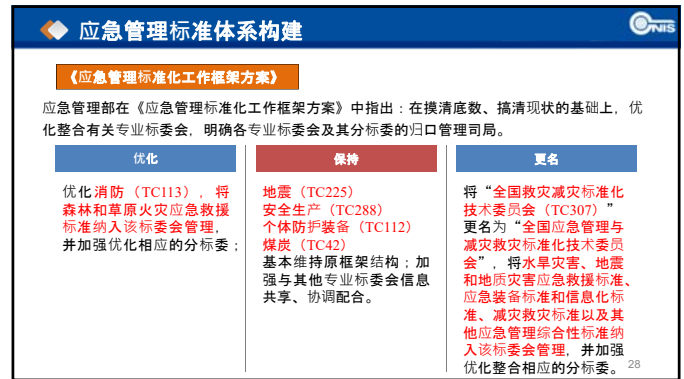 应急管理标准体系构建
CNIS
《应急管理标准化工作框架方案》
应急管理部在《应急管理标准化工作框架方案》中指出：在摸清底数、搞清现状的基础上，优
化整合有关专业标委会，明确各专业标委会及其分标委的归口管理司局。
优化
优化消防（TC113），将
森林和草原火灾应急救援
标准纳入该标委会管理，
并加强优化相应的分标委；
保持
地震（TC225）
安全生产（TC288）
个体防护装备（TC112）
煤炭（TC42）
基本维持原框架结构；加
强与其他专业标委会信息
共享、协调配合。
更名
将“全国救灾减灾标准化
技术委员会（TC307）”
更名为“全国应急管理与
减灾救灾标准化技术委员
会”，将水旱灾害、地震
和地质灾害应急救援标准、
应急装备标准和信息化标
准、减灾救灾标准以及其
他应急管理综合性标准纳
入该标委会管理，并加强
优化整合相应的分标委。
28